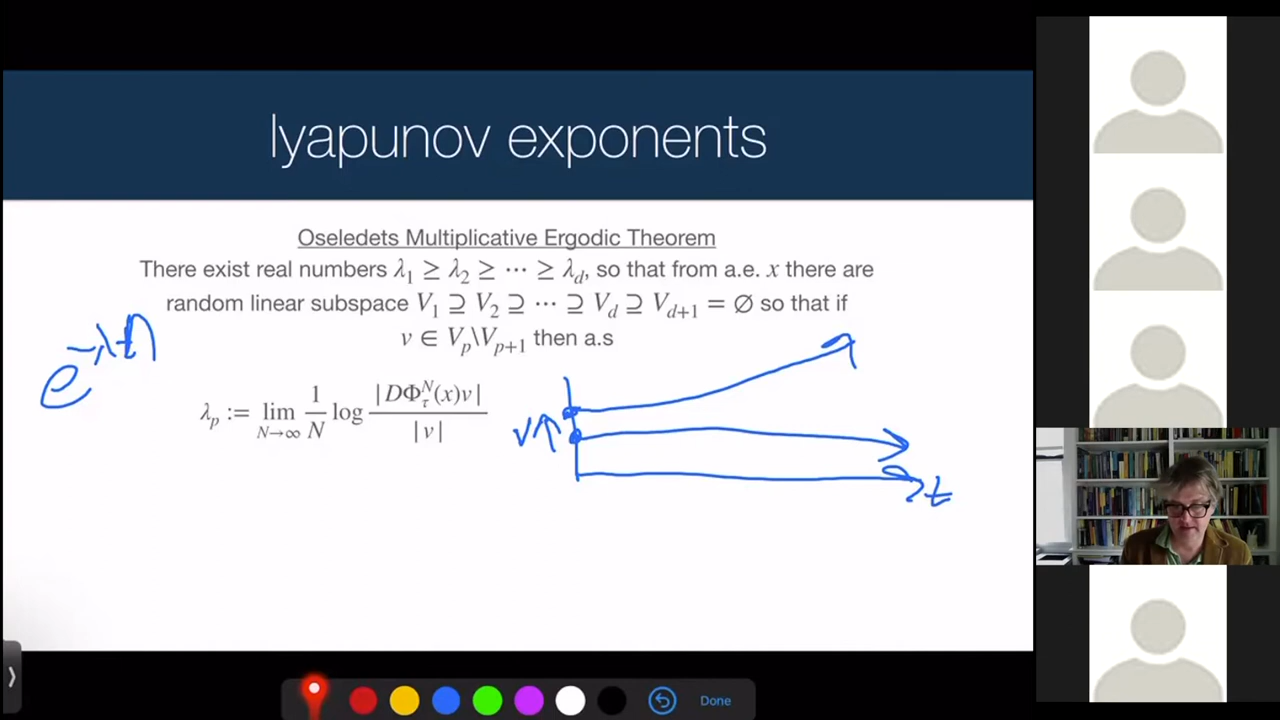 lyapunov exponents
Oseledets Multiplicative Ergodic Theorem
There exist real numbers λ₁ ≥ λ₂ ≥ ⋯ ≥ λ_d, so that from a.e. x there are
random linear subspace V₁ ⊇ V₂ ⊇ ⋯ ⊇ V_d ⊇ V_{d+1} = ∅ so that if
v ∈ V_p\V_{p+1} then a.s
λ_p := lim_{N→∞} 1/N log |DΦ_τ^N(x)v| / |v|
v
t
Done